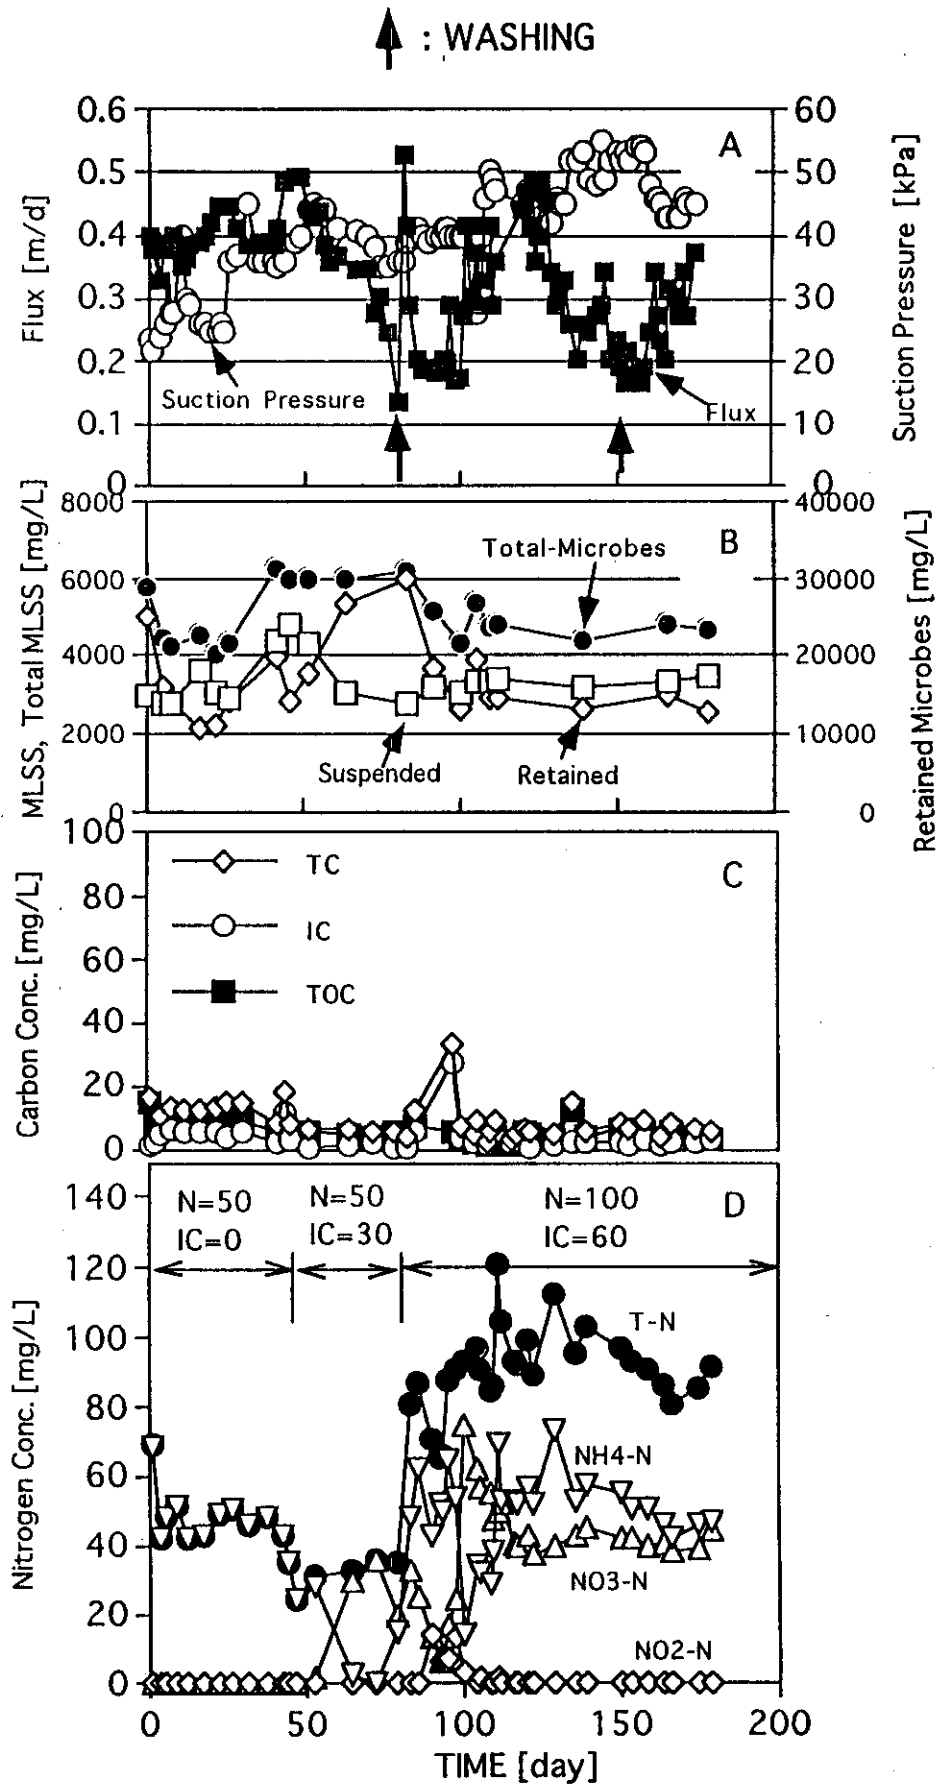 : WASHING
A
Flux [m/d]
0.6
0.5
0.4
0.3
0.2
0.1
0
Suction Pressure
Flux
60
50
40
30
20
10
0
Suction Pressure [kPa]
B
MLSS, Total MLSS [mg/L]
8000
6000
4000
2000
0
Total-Microbes
Suspended
Retained
40000
30000
20000
10000
0
Retained Microbes [mg/L]
C
Carbon Conc. [mg/L]
100
80
60
40
20
0
TC
IC
TOC
D
Nitrogen Conc. [mg/L]
140
120
100
80
60
40
20
0
N=50
IC=0
N=50
IC=30
N=100
IC=60
T-N
NH4-N
NO3-N
NO2-N
0 50 100 150 200
TIME [day]